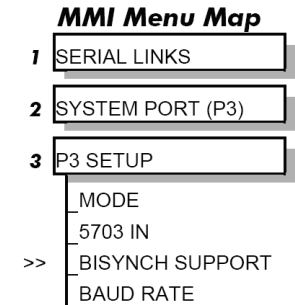 MMI Menu Map
1 SERIAL LINKS
2 SYSTEM PORT (P3)
3 P3 SETUP
MODE
5703 IN
>> BISYNCH SUPPORT
BAUD RATE